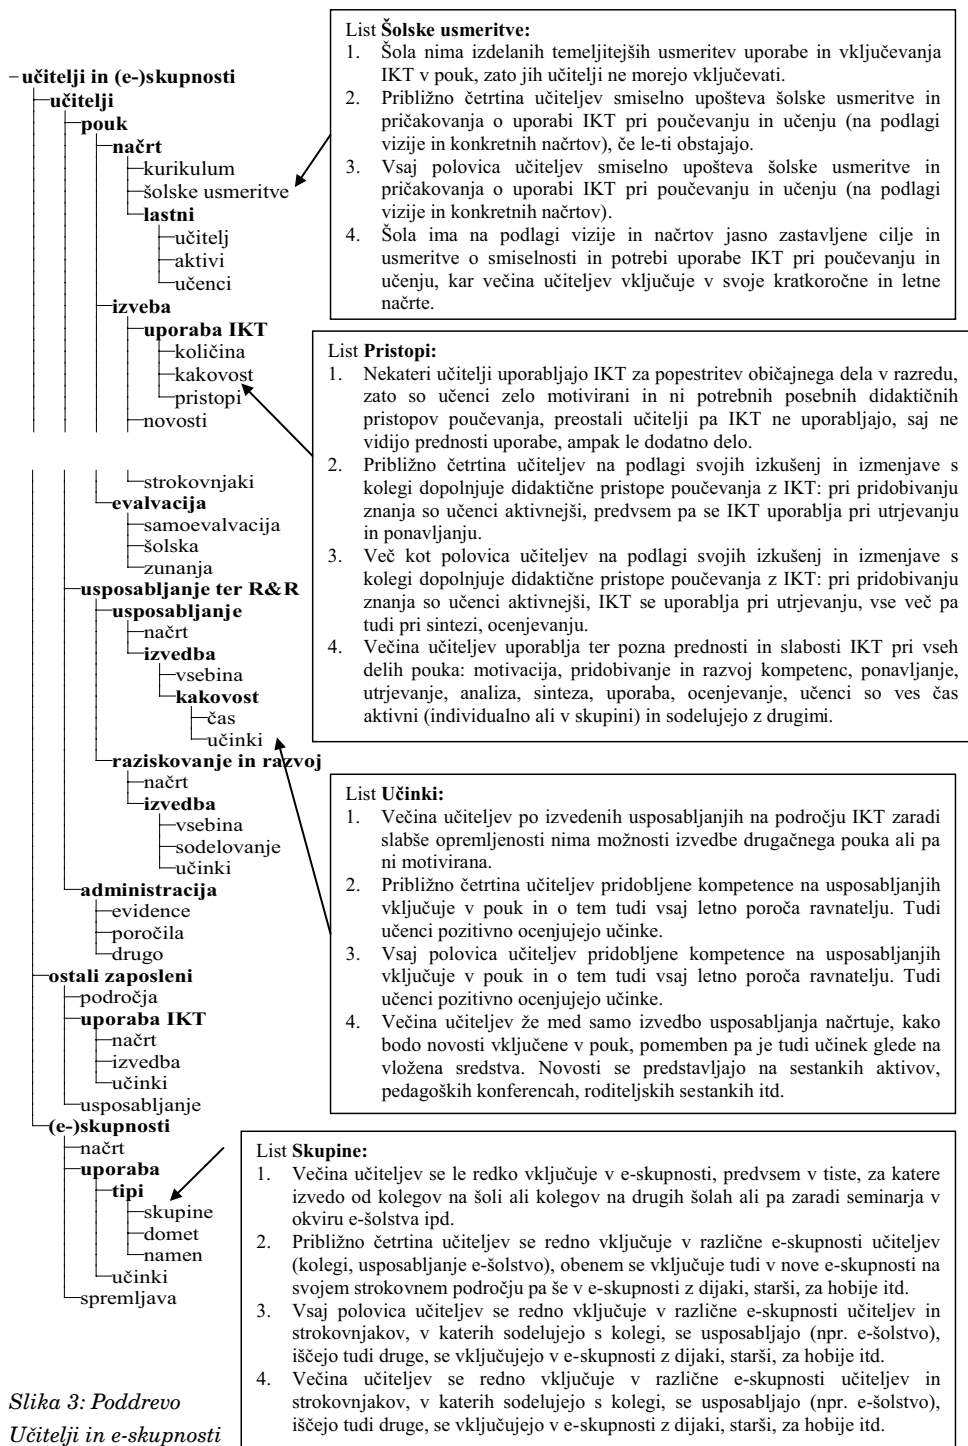 učitelji in (e-)skupnosti
učitelji
pouk
načrt
kurikulum
šolske usmeritve
lastni
učitelj
aktivi
učenci
izveba
uporaba IKT
količina
kakovost
pristopi
novosti
strokovnjaki
evalvacija
samoevalvacija
šolska
zunanja
usposabljanje ter R&R
usposabljanje
načrt
izvedba
vsebina
kakovost
čas
učinki
raziskovanje in razvoj
načrt
izvedba
vsebina
sodelovanje
učinki
administracija
evidence
poročila
drugo
ostali zaposleni
področja
uporaba IKT
načrt
izvedba
učinki
usposabljanje
(e-)skupnosti
načrt
uporaba
tipi
skupine
domet
namen
učinki
spremljava
List Šolske usmeritve:
1. Šola nima izdelanih temeljitejših usmeritev uporabe in vključevanja
IKT v pouk, zato jih učitelji ne morejo vključevati.
2. Približno četrtina učiteljev smiselno upošteva šolske usmeritve in
pričakovanja o uporabi IKT pri poučevanju in učenju (na podlagi
vizije in konkretnih načrtov), če le-ti obstajajo.
3. Vsaj polovica učiteljev smiselno upošteva šolske usmeritve in
pričakovanja o uporabi IKT pri poučevanju in učenju (na podlagi
vizije in konkretnih načrtov).
4. Šola ima na podlagi vizije in načrtov jasno zastavljene cilje in
usmeritve o smiselnosti in potrebi uporabe IKT pri poučevanju in
učenju, kar večina učiteljev vključuje v svoje kratkoročne in letne
načrte.
List Pristopi:
1. Nekateri učitelji uporabljajo IKT za popestritev običajnega dela v razredu,
zato so učenci zelo motivirani in ni potrebnih posebnih didaktičnih
pristopov poučevanja, preostali učitelji pa IKT ne uporabljajo, saj ne
vidijo prednosti uporabe, ampak le dodatno delo.
2. Približno četrtina učiteljev na podlagi svojih izkušenj in izmenjave s
kolegi dopolnjuje didaktične pristope poučevanja z IKT: pri pridobivanju
znanja so učenci aktivnejši, predvsem pa se IKT uporablja pri utrjevanju
in ponavljanju.
3. Več kot polovica učiteljev na podlagi svojih izkušenj in izmenjave s
kolegi dopolnjuje didaktične pristope poučevanja z IKT: pri pridobivanju
znanja so učenci aktivnejši, IKT se uporablja pri utrjevanju, vse več pa
tudi pri sintezi, ocenjevanju.
4. Večina učiteljev uporablja ter pozna prednosti in slabosti IKT pri vseh
delih pouka: motivacija, pridobivanje in razvoj kompetenc, ponavljanje,
utrjevanje, analiza, sinteza, uporaba, ocenjevanje, učenci so ves čas
aktivni (individualno ali v skupini) in sodelujejo z drugimi.
List Učinki:
1. Večina učiteljev po izvedenih usposabljanjih na področju IKT zaradi
slabše opremljenosti nima možnosti izvedbe drugačnega pouka ali pa
ni motivirana.
2. Približno četrtina učiteljev pridobljene kompetence na usposabljanjih
vključuje v pouk in o tem tudi vsaj letno poroča ravnatelju. Tudi
učenci pozitivno ocenjujejo učinke.
3. Vsaj polovica učiteljev pridobljene kompetence na usposabljanjih
vključuje v pouk in o tem tudi vsaj letno poroča ravnatelju. Tudi
učenci pozitivno ocenjujejo učinke.
4. Večina učiteljev že med samo izvedbo usposabljanja načrtuje, kako
bodo novosti vključene v pouk, pomemben pa je tudi učinek glede na
vložena sredstva. Novosti se predstavljajo na sestankih aktivov,
pedagoških konferencah, roditeljskih sestankih itd.
List Skupine:
1. Večina učiteljev se le redko vključuje v e-skupnosti, predvsem v tiste, za katere
izvedo od kolegov na šoli ali kolegov na drugih šolah ali pa zaradi seminarja v
okviru e-šolstva ipd.
2. Približno četrtina učiteljev se redno vključuje v različne e-skupnosti učiteljev
(kolegi, usposabljanje e-šolstvo), obenem se vključuje tudi v nove e-skupnosti na
svojem strokovnem področju pa še v e-skupnosti z dijaki, starši, za hobije itd.
3. Vsaj polovica učiteljev se redno vključuje v različne e-skupnosti učiteljev in
strokovnjakov, v katerih sodelujejo s kolegi, se usposabljajo (npr. e-šolstvo),
iščejo tudi druge, se vključujejo v e-skupnosti z dijaki, starši, za hobije itd.
4. Večina učiteljev se redno vključuje v različne e-skupnosti učiteljev in
strokovnjakov, v katerih sodelujejo s kolegi, se usposabljajo (npr. e-šolstvo),
iščejo tudi druge, se vključujejo v e-skupnosti z dijaki, starši, za hobije itd.
Slika 3: Poddrevo
Učitelji in e-skupnosti